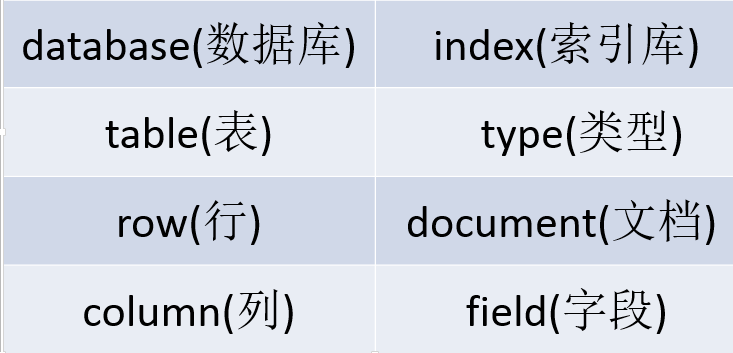 database(数据库) index(索引库)
table(表) type(类型)
row(行) document(文档)
column(列) field(字段)